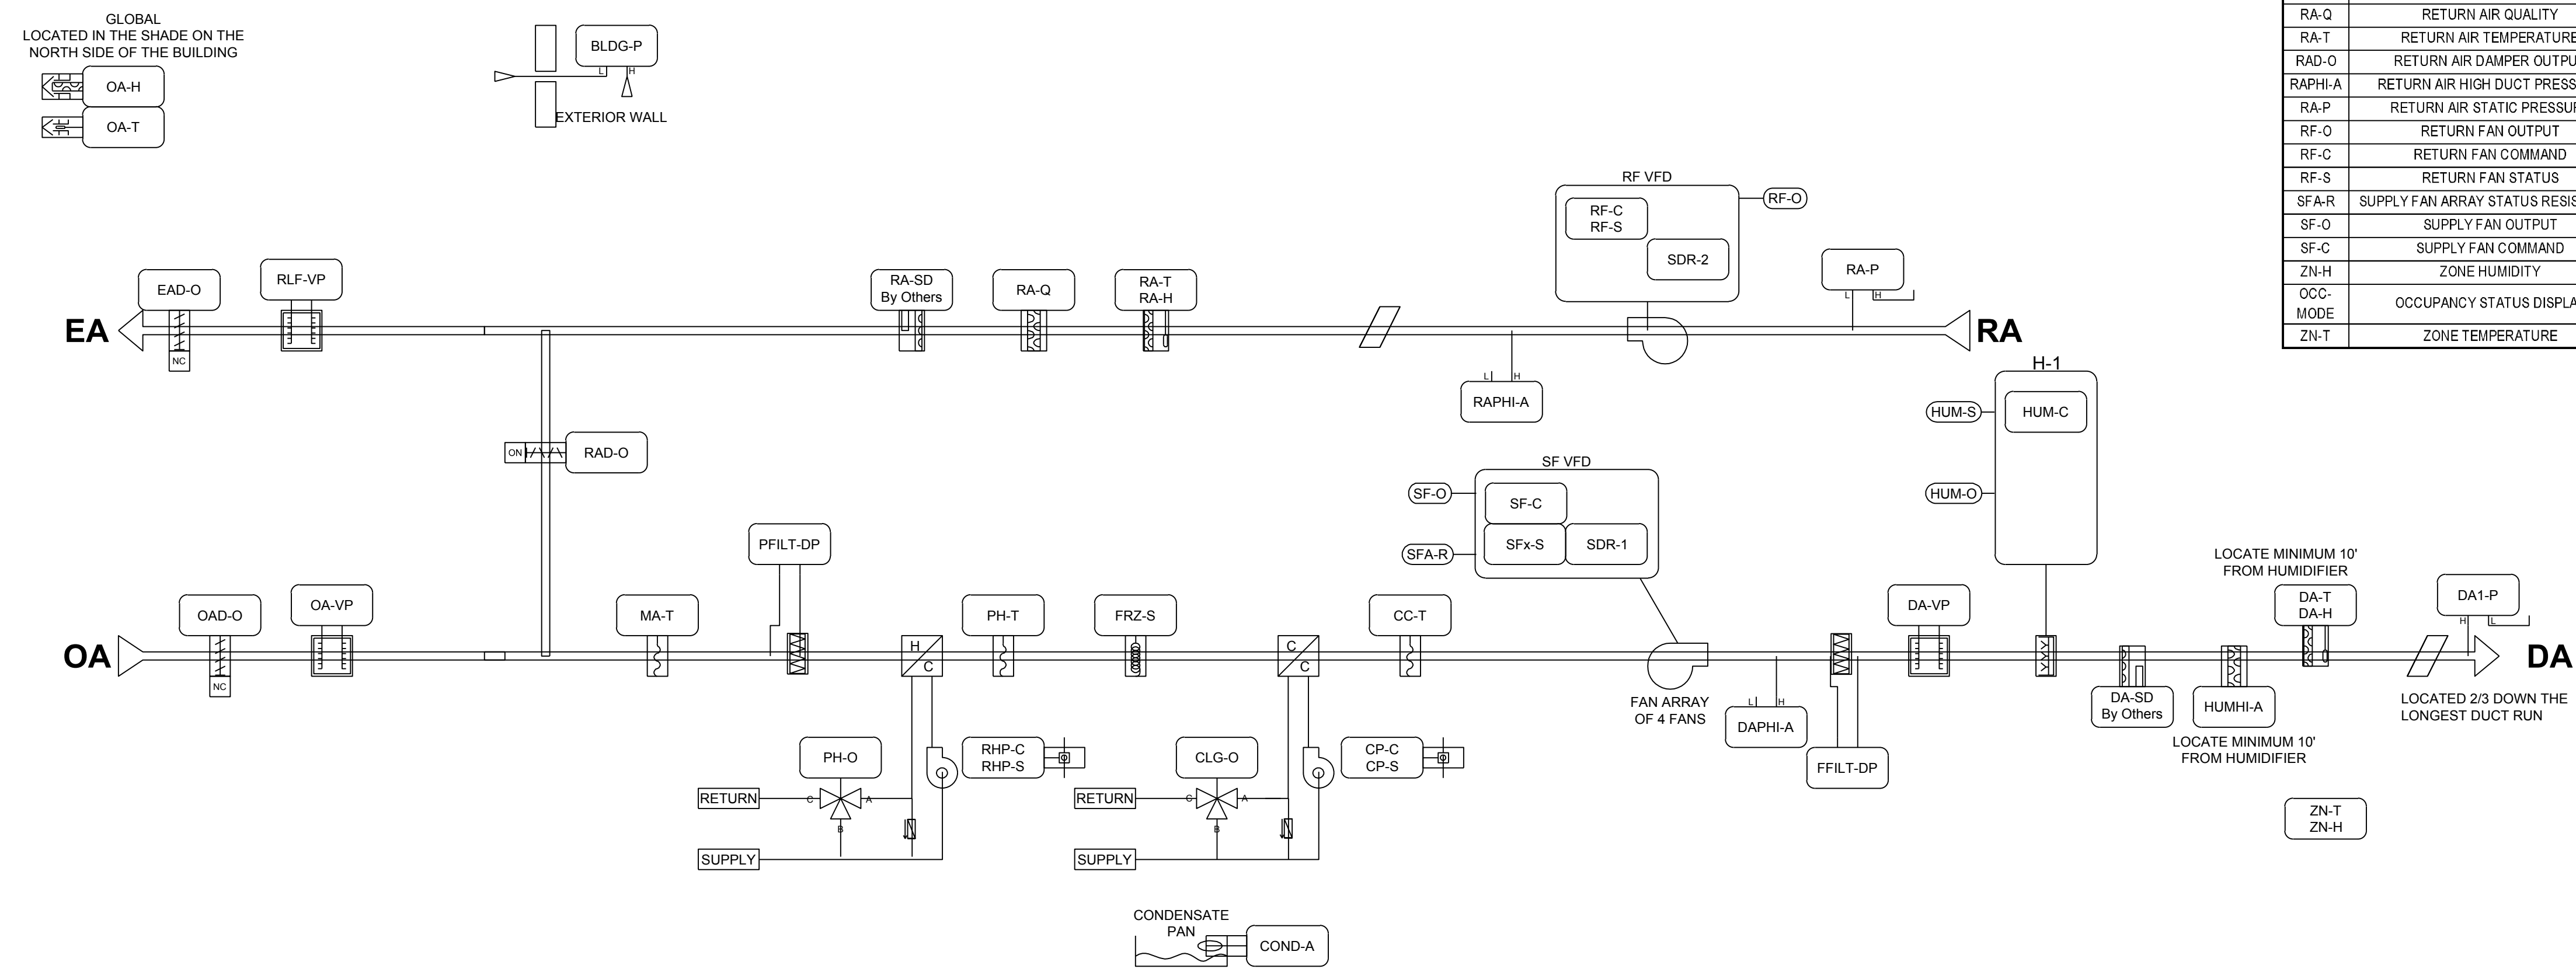 GLOBAL
LOCATED IN THE SHADE ON THE
NORTH SIDE OF THE BUILDING
OA-H
OA-T
BLDG-P
L H
EXTERIOR WALL
RA-Q RETURN AIR QUALITY
RA-T RETURN AIR TEMPERATURE
RAD-O RETURN AIR DAMPER OUTPU
RAPHI-A RETURN AIR HIGH DUCT PRESS
RA-P RETURN AIR STATIC PRESSUR
RF-O RETURN FAN OUTPUT
RF-C RETURN FAN COMMAND
RF-S RETURN FAN STATUS
SFA-R SUPPLY FAN ARRAY STATUS RESIS
SF-O SUPPLY FAN OUTPUT
SF-C SUPPLY FAN COMMAND
ZN-H ZONE HUMIDITY
OCC-
MODE OCCUPANCY STATUS DISPLA
ZN-T ZONE TEMPERATURE
RF VFD
RF-C
RF-S
SDR-2
RF-O
EAD-O
NC
RLF-VP
RA-SD
By Others
RA-Q
RA-T
RA-H
RA-P
L H
EA
RA
L H
RAPHI-A
ON
RAD-O
H-1
HUM-S
HUM-C
HUM-O
SF VFD
SF-O
SF-C
SFA-R
SFx-S
SDR-1
PFILT-DP
OAD-O
NC
OA-VP
MA-T
PH-T
FRZ-S
CC-T
DA-VP
LOCATE MINIMUM 10'
FROM HUMIDIFIER
DA-T
DA-H
DA1-P
H L
OA
H
C
C
C
DA
FAN ARRAY
OF 4 FANS
L H
DAPHI-A
FFILT-DP
DA-SD
By Others
HUMHI-A
LOCATE MINIMUM 10'
FROM HUMIDIFIER
LOCATED 2/3 DOWN THE
LONGEST DUCT RUN
PH-O
RHP-C
RHP-S
CLG-O
CP-C
CP-S
RETURN
C A
B
SUPPLY
RETURN
C A
B
SUPPLY
ZN-T
ZN-H
CONDENSATE
PAN
COND-A